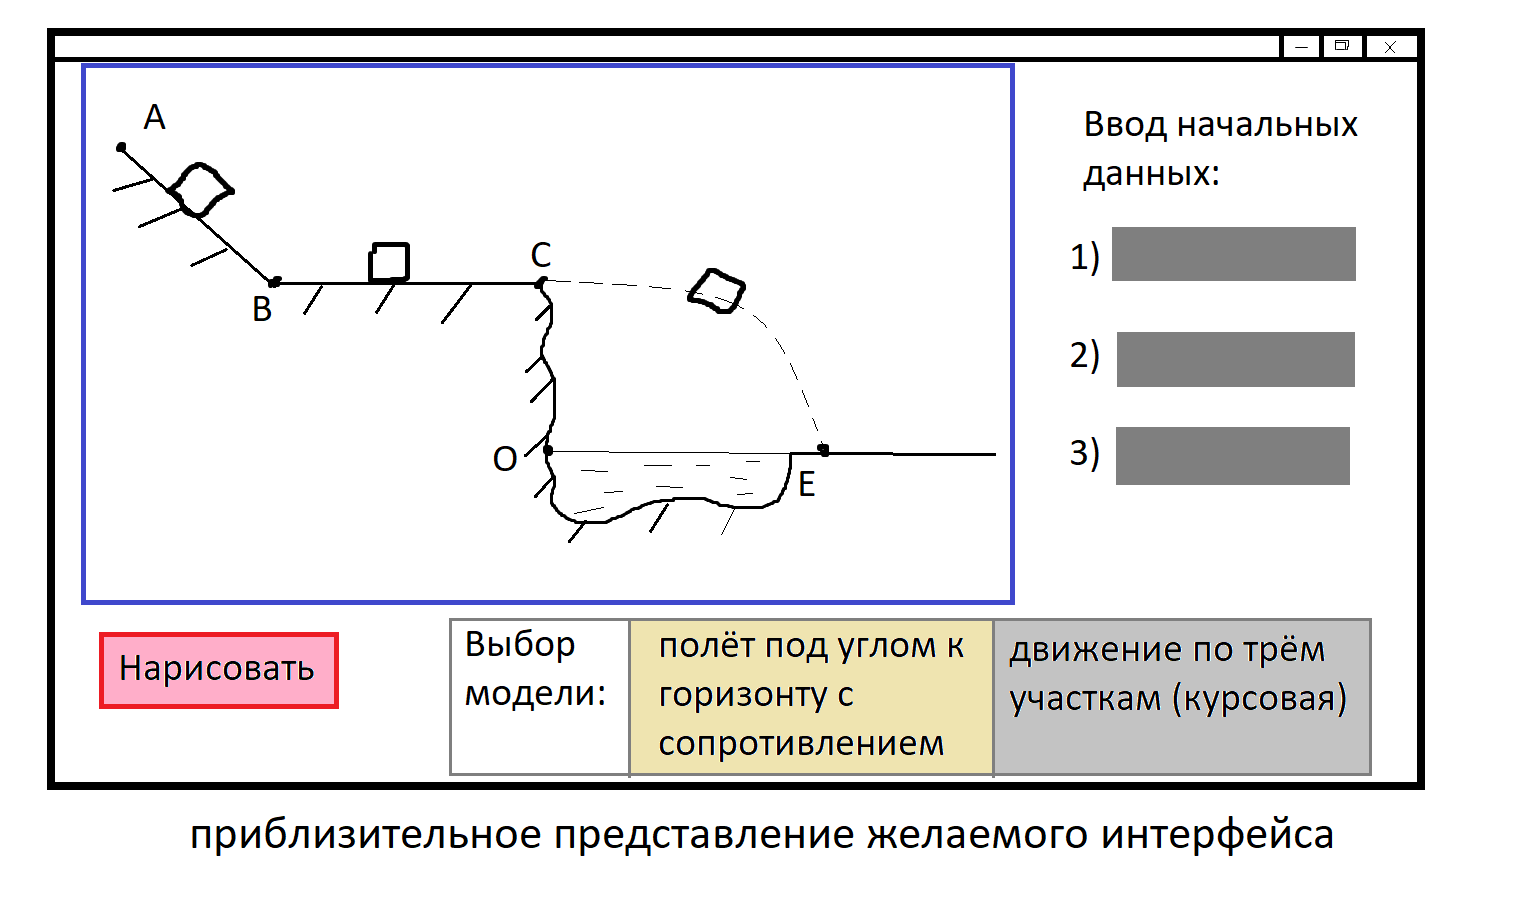 A
B
C
O
E
Ввод начальных
данных:
1)
2)
3)
Нарисовать
Выбор
модели:
полёт под углом к
горизонту с
сопротивлением
движение по трём
участкам (курсовая)
приблизительное представление желаемого интерфейса